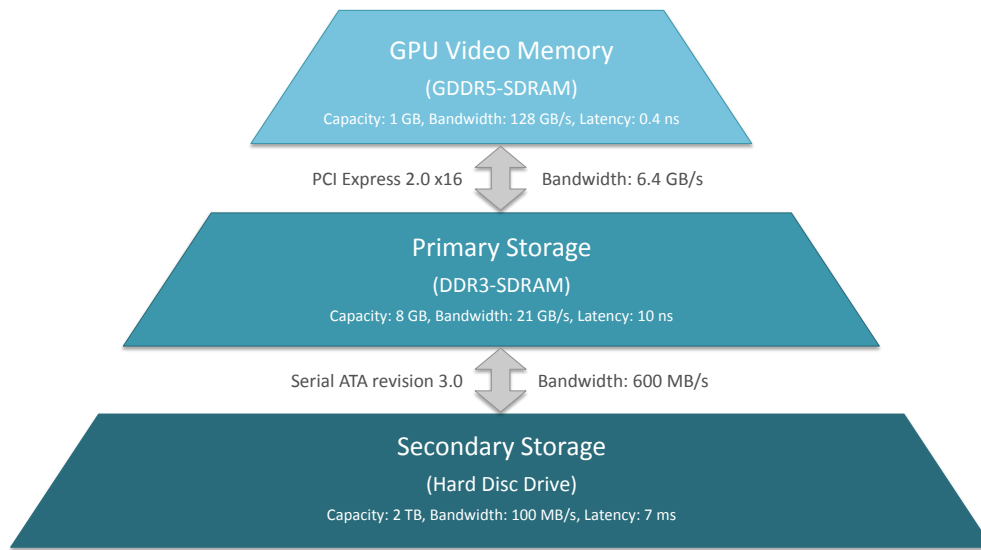 GPU Video Memory
(GDDR5-SDRAM)
Capacity: 1 GB, Bandwidth: 128 GB/s, Latency: 0.4 ns
PCI Express 2.0 x16 Bandwidth: 6.4 GB/s
Primary Storage
(DDR3-SDRAM)
Capacity: 8 GB, Bandwidth: 21 GB/s, Latency: 10 ns
Serial ATA revision 3.0 Bandwidth: 600 MB/s
Secondary Storage
(Hard Disc Drive)
Capacity: 2 TB, Bandwidth: 100 MB/s, Latency: 7 ms